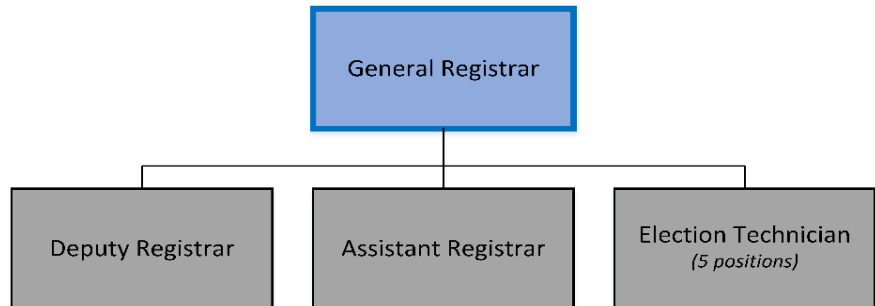 General Registrar
Deputy Registrar
Assistant Registrar
Election Technician
(5 positions)